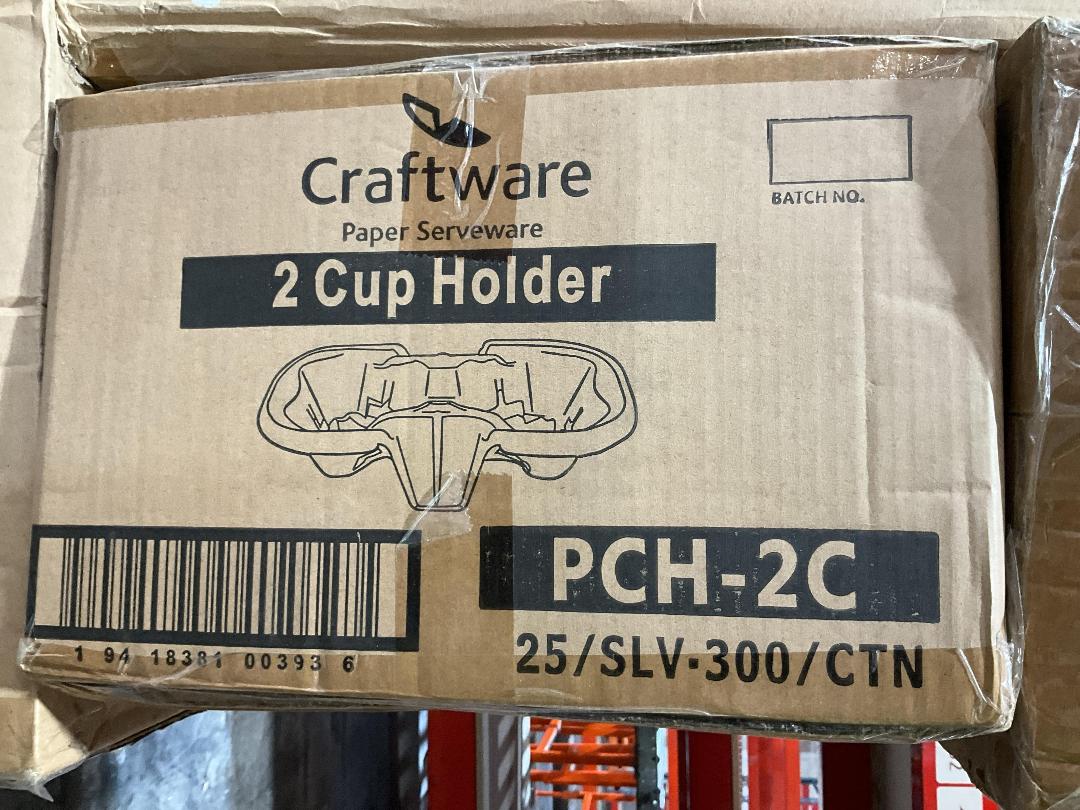 Craftware
Paper Serveware
BATCH NO.
2 Cup Holder
PCH-2C
25/SLV·300/CTN
1 94 18381 00393 6